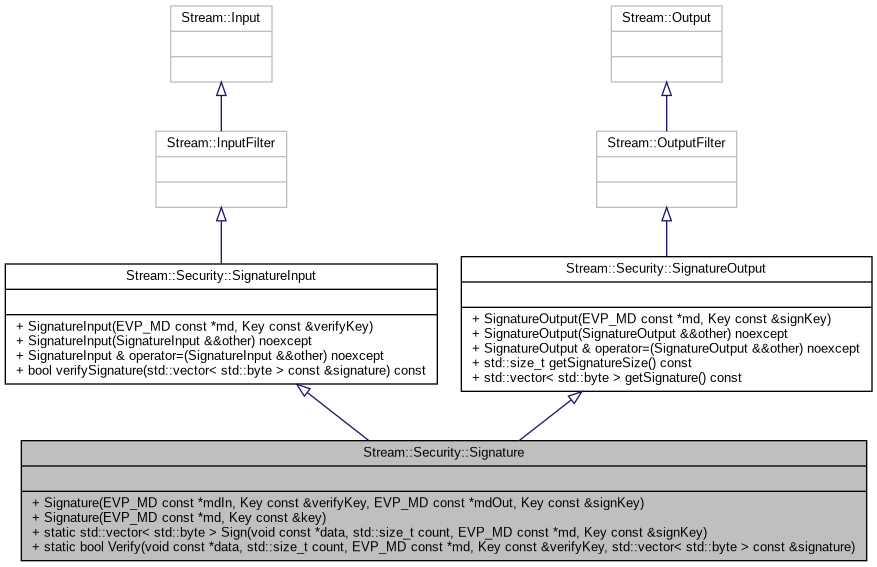 Stream::Input
Stream::Output
Stream::InputFilter
Stream::OutputFilter
Stream::Security::SignatureInput
+ SignatureInput(EVP_MD const *md, Key const &verifyKey)
+ SignatureInput(SignatureInput &&other) noexcept
+ SignatureInput & operator=(SignatureInput &&other) noexcept
+ bool verifySignature(std::vector< std::byte > const &signature) const
Stream::Security::SignatureOutput
+ SignatureOutput(EVP_MD const *md, Key const &signKey)
+ SignatureOutput(SignatureOutput &&other) noexcept
+ SignatureOutput & operator=(SignatureOutput &&other) noexcept
+ std::size_t getSignatureSize() const
+ std::vector< std::byte > getSignature() const
Stream::Security::Signature
+ Signature(EVP_MD const *mdIn, Key const &verifyKey, EVP_MD const *mdOut, Key const &signKey)
+ Signature(EVP_MD const *md, Key const &key)
+ static std::vector< std::byte > Sign(void const *data, std::size_t count, EVP_MD const *md, Key const &signKey)
+ static bool Verify(void const *data, std::size_t count, EVP_MD const *md, Key const &verifyKey, std::vector< std::byte > const &signature)